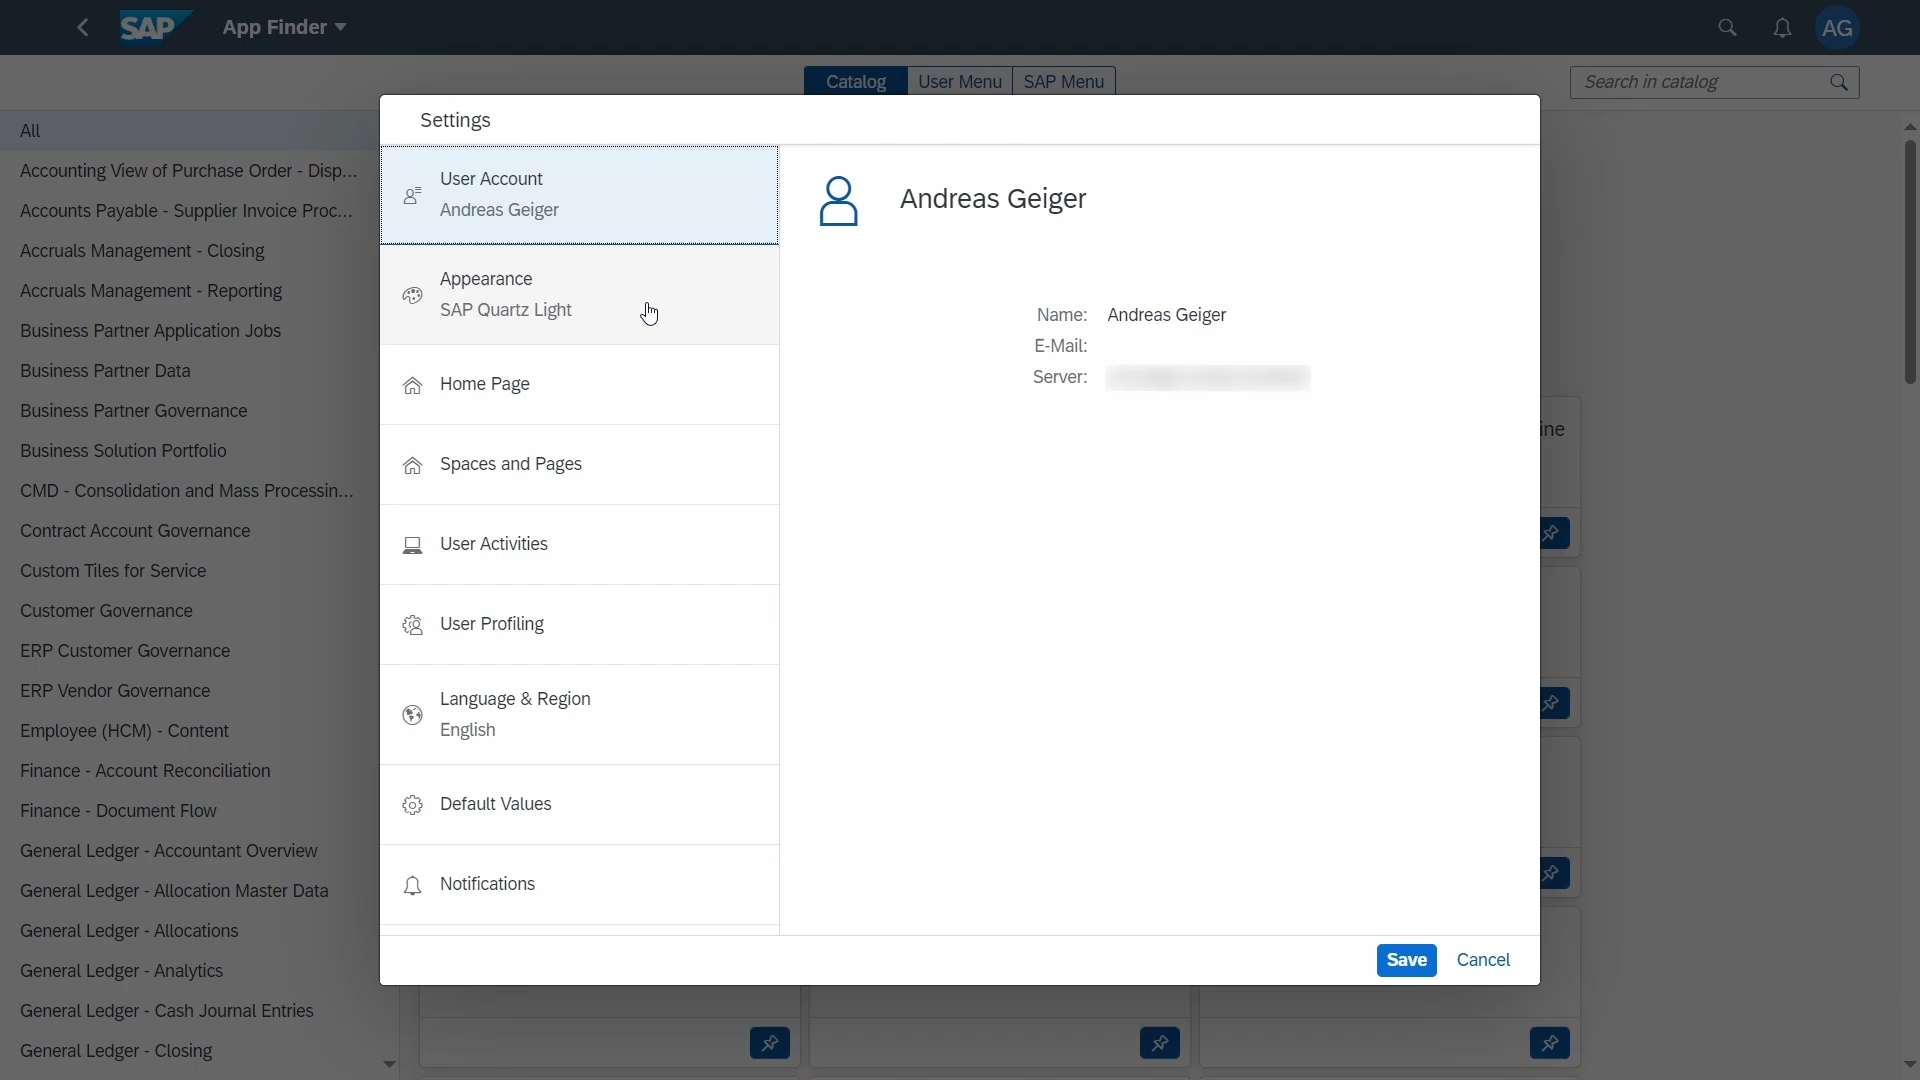 SAP
App Finder
AG
Catalog
User Menu
SAP Menu
Search in catalog
All
Accounting View of Purchase Order - Disp...
Accounts Payable - Supplier Invoice Proc...
Accruals Management - Closing
Accruals Management - Reporting
Business Partner Application Jobs
Business Partner Data
Business Partner Governance
Business Solution Portfolio
CMD - Consolidation and Mass Processin...
Contract Account Governance
Custom Tiles for Service
Customer Governance
ERP Customer Governance
ERP Vendor Governance
Employee (HCM) - Content
Finance - Account Reconciliation
Finance - Document Flow
General Ledger - Accountant Overview
General Ledger - Allocation Master Data
General Ledger - Allocations
General Ledger - Analytics
General Ledger - Cash Journal Entries
General Ledger - Closing
Settings
User Account
Andreas Geiger
Appearance
SAP Quartz Light
Home Page
Spaces and Pages
User Activities
User Profiling
Language & Region
English
Default Values
Notifications
Andreas Geiger
Name: Andreas Geiger
E-Mail:
Server:
Save
Cancel